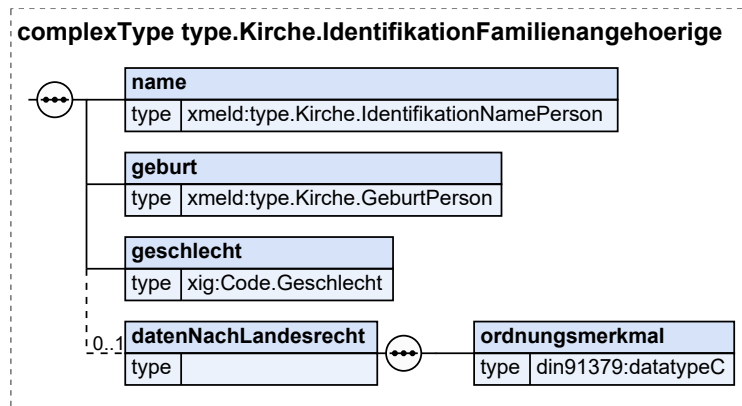 complexType type.Kirche.IdentifikationFamilienangehoerige
name
type xmeld:type.Kirche.IdentifikationNamePerson
geburt
type xmeld:type.Kirche.GeburtPerson
geschlecht
type xig:Code.Geschlecht
0..1 datenNachLandesrecht ordnungsmerkmal
type type din91379:datatypeC